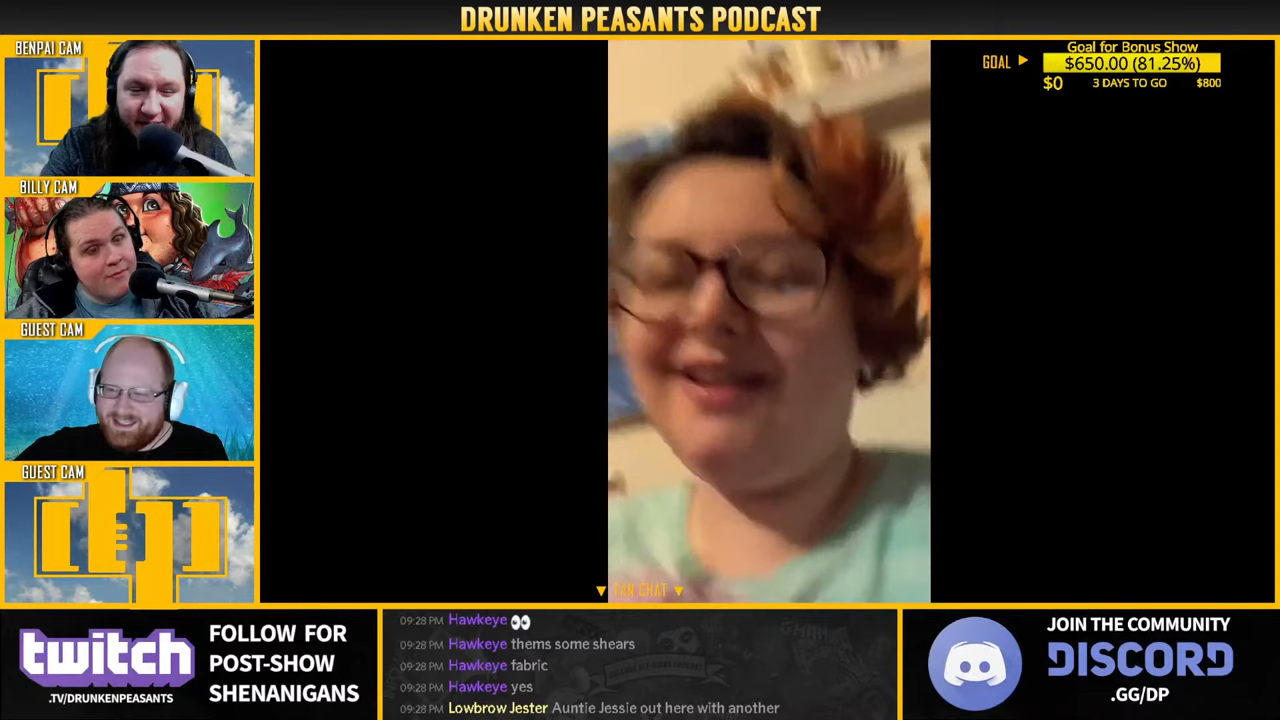 DRUNKEN PEASANTS PODCAST
BENPAI CAM
BILLY CAM
GUEST CAM
GUEST CAM
Goal for Bonus Show
GOAL
$650.00 (81.25%)
$0 3 DAYS TO GO $800
FAN CHAT
twitch
.TV/DRUNKENPEASANTS
FOLLOW FOR
POST-SHOW
SHENANIGANS
09:28 PM Hawkeye 👀
09:28 PM Hawkeye thems some shears
09:28 PM Hawkeye fabric
09:28 PM Hawkeye yes
09:28 PM Lowbrow Jester Auntie Jessie out here with another
JOIN THE COMMUNITY
DISCORD
.GG/DP